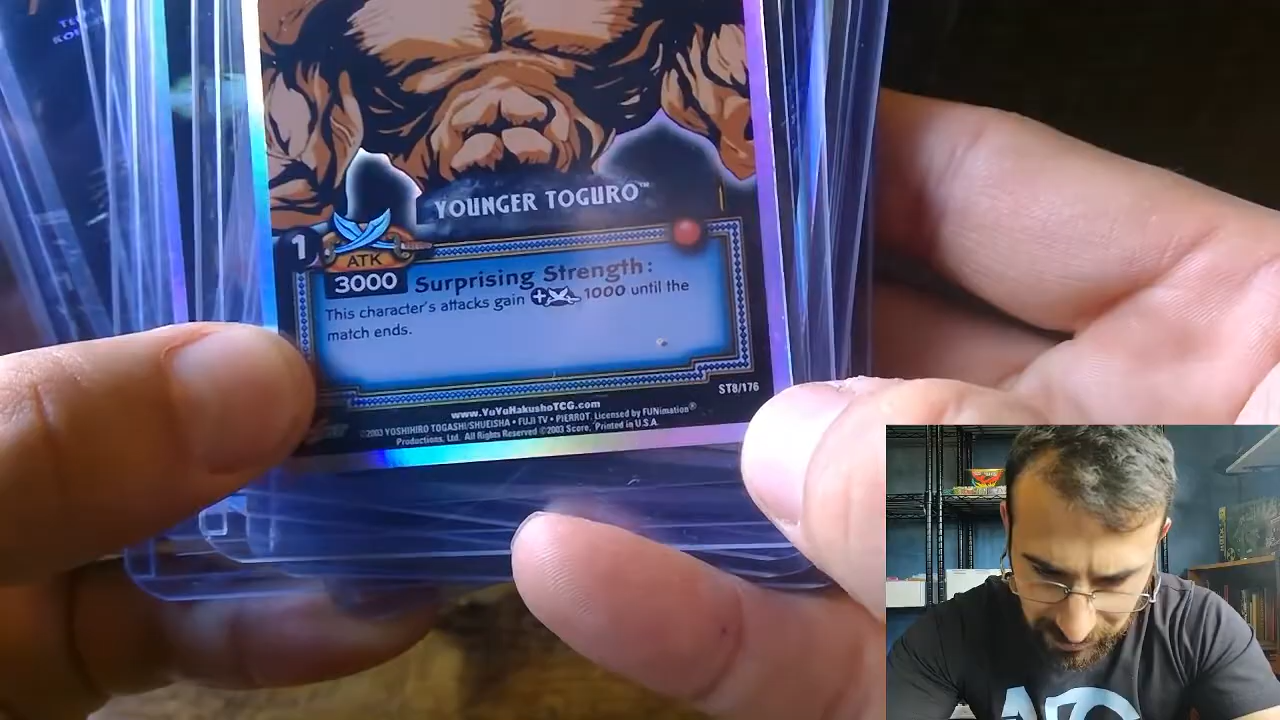 YOUNGER TOGURO™
1
ATK
3000
Surprising Strength:
This character's attacks gain + 1000 until the
match ends.
ST8/176
www.YuYuHakushoTCG.com
©2003 YOSHIHIRO TOGASHI/SHUEISHA • FUJI TV • PIERROT. Licensed by FUNimation®
Productions, Ltd. All Rights Reserved ©2003 Score. Printed in U.S.A.